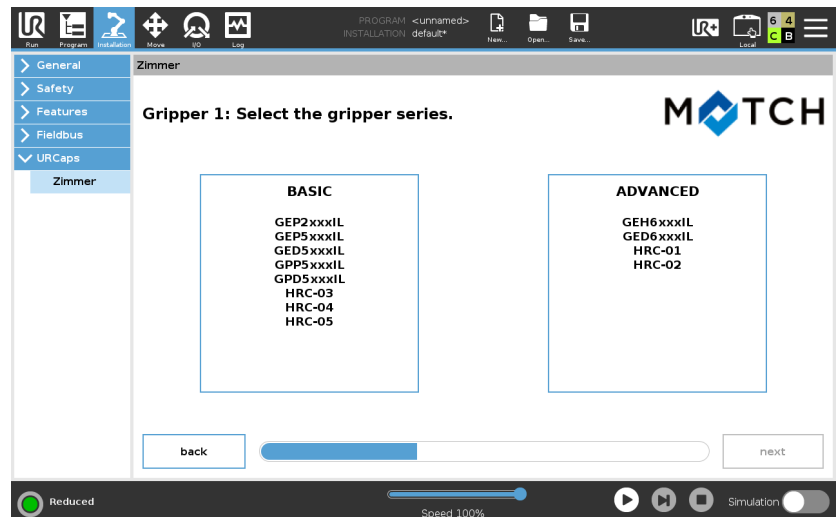 UR
PROGRAM <unnamed>
INSTALLATION default*
Run Program Installation Move I/O Log New... Open... Save...
UR+
Local
6 4
C B
General
Safety
Features
Fieldbus
URCaps
Zimmer
Zimmer
Gripper 1: Select the gripper series.
MATCH
BASIC
GEP2xxxIL
GEP5xxxIL
GED5xxxIL
GPP5xxxIL
GPD5xxxIL
HRC-03
HRC-04
HRC-05
ADVANCED
GEH6xxxIL
GED6xxxIL
HRC-01
HRC-02
back
next
Reduced
Speed 100%
Simulation